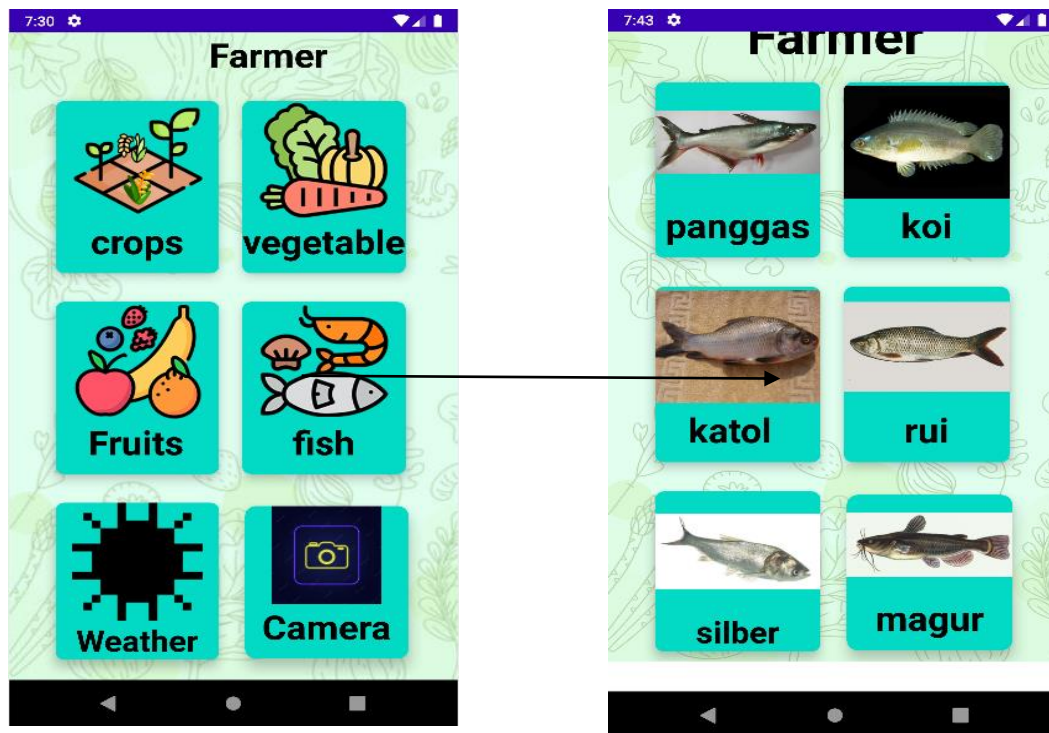 7:30
Farmer
crops vegetable
Fruits fish
Weather Camera
7:43
Farmer
panggas koi
katol rui
silber magur